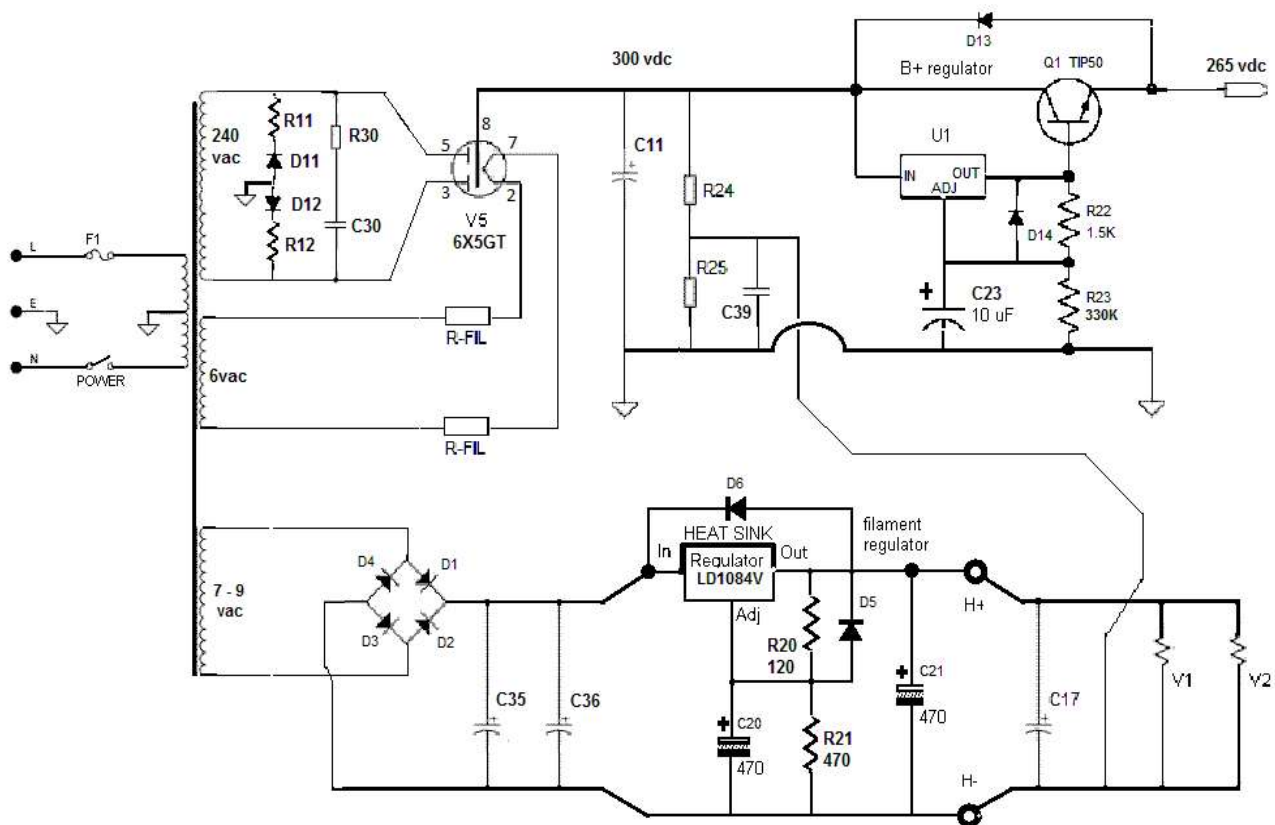 D13
300 vdc
B+ regulator
Q1 TIP50
265 vdc
240
vac
R11
D11
D12
R12
R30
C30
5
8
7
3
2
V5
6X5GT
C11
R24
R25
C39
U1
IN
OUT
ADJ
D14
R22
1.5K
+
C23
10 uF
R23
330K
L
F1
E
N
POWER
6vac
R-FIL
R-FIL
7 - 9
vac
D4
D1
D3
D2
C35
C36
D6
HEAT SINK
In
Regulator
LD1084V
Out
Adj
filament
regulator
R20
120
D5
+
C20
470
R21
470
+
C21
470
H+
H-
C17
V1
V2